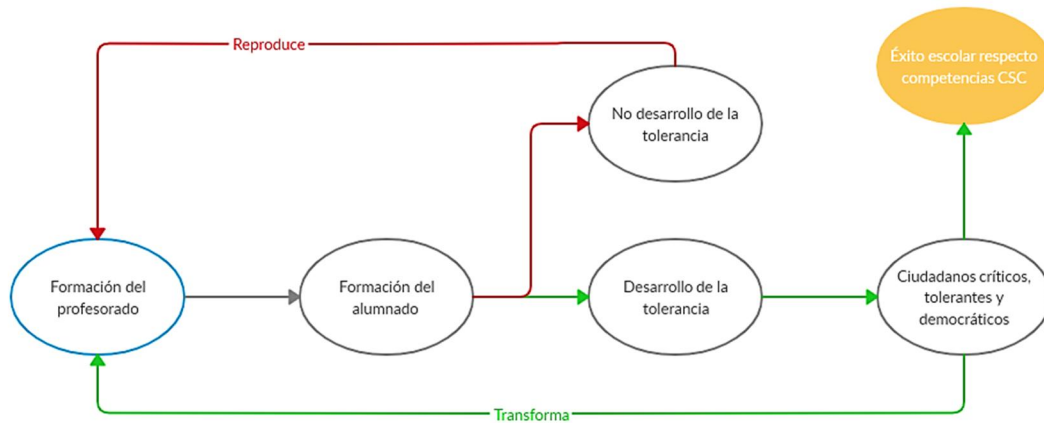 Reproduce
Éxito escolar respecto
competencias CSC
No desarrollo de la
tolerancia
Formación del
profesorado
Formación del
alumnado
Desarrollo de la
tolerancia
Ciudadanos críticos,
tolerantes y
democráticos
Transforma